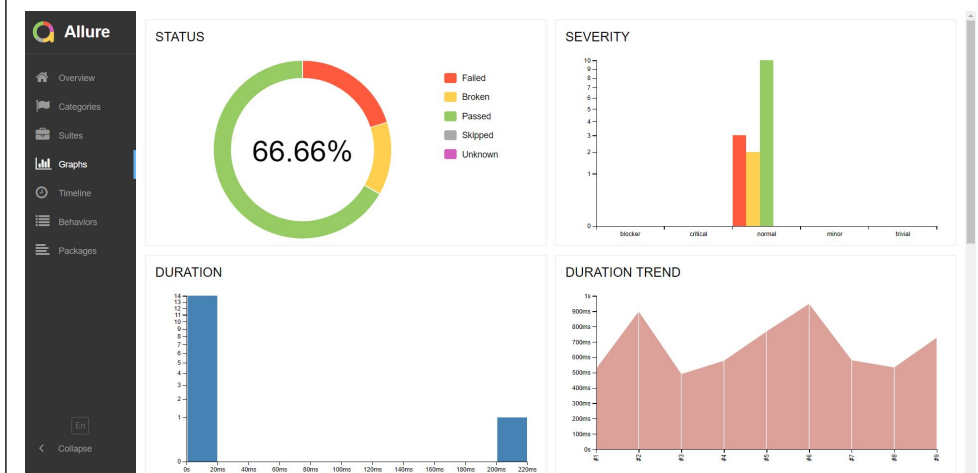 Allure
Overview
Categories
Suites
Graphs
Timeline
Behaviors
Packages
En
Collapse
STATUS
66.66%
Failed
Broken
Passed
Skipped
Unknown
SEVERITY
10
9
8
7
6
5
4
3
2
1
0
blocker
critical
normal
minor
trivial
DURATION
14
13
12
11
10
9
8
7
6
5
4
3
2
1
0
0s 20ms 40ms 60ms 80ms 100ms 120ms 140ms 160ms 180ms 200ms 220ms
DURATION TREND
1s
900ms
800ms
700ms
600ms
500ms
400ms
300ms
200ms
100ms
#1 #2 #3 #4 #5 #6 #7 #8 #9